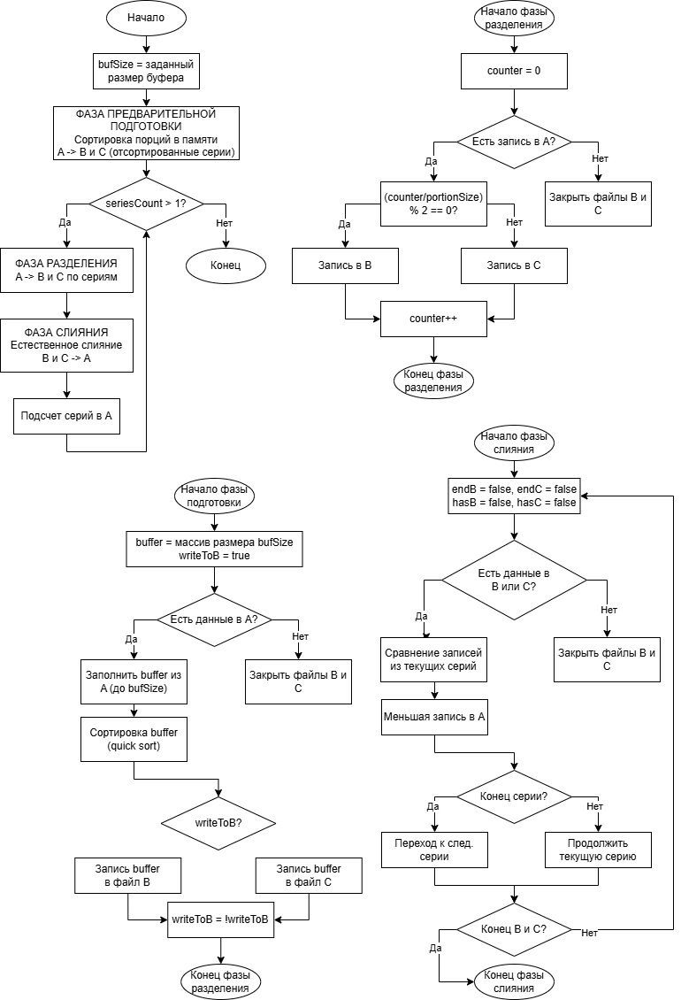 Начало
bufSize = заданный
размер буфера
ФАЗА ПРЕДВАРИТЕЛЬНОЙ
ПОДГОТОВКИ
Сортировка порций в памяти
A -> B и C (отсортированные серии)
seriesCount > 1?
Да
Нет
ФАЗА РАЗДЕЛЕНИЯ
A -> B и C по сериям
Конец
ФАЗА СЛИЯНИЯ
Естественное слияние
B и C -> A
Подсчет серий в A
Начало фазы
разделения
counter = 0
Есть запись в A?
Да
Нет
(counter/portionSize)
% 2 == 0?
Закрыть файлы B и
C
Да
Нет
Запись в B
Запись в C
counter++
Конец фазы
разделения
Начало фазы
подготовки
buffer = массив размера bufSize
writeToB = true
Есть данные в A?
Да
Нет
Заполнить buffer из
A (до bufSize)
Закрыть файлы B и
C
Сортировка buffer
(quick sort)
writeToB?
Запись buffer
в файл B
Запись buffer
в файл C
writeToB = !writeToB
Конец фазы
разделения
Начало фазы
слияния
endB = false, endC = false
hasB = false, hasC = false
Есть данные в
B или C?
Да
Нет
Сравнение записей
из текущих серий
Закрыть файлы B и
C
Меньшая запись в A
Конец серии?
Да
Нет
Переход к след.
серии
Продолжить
текущую серию
Конец B и C?
Нет
Да
Конец фазы
слияния